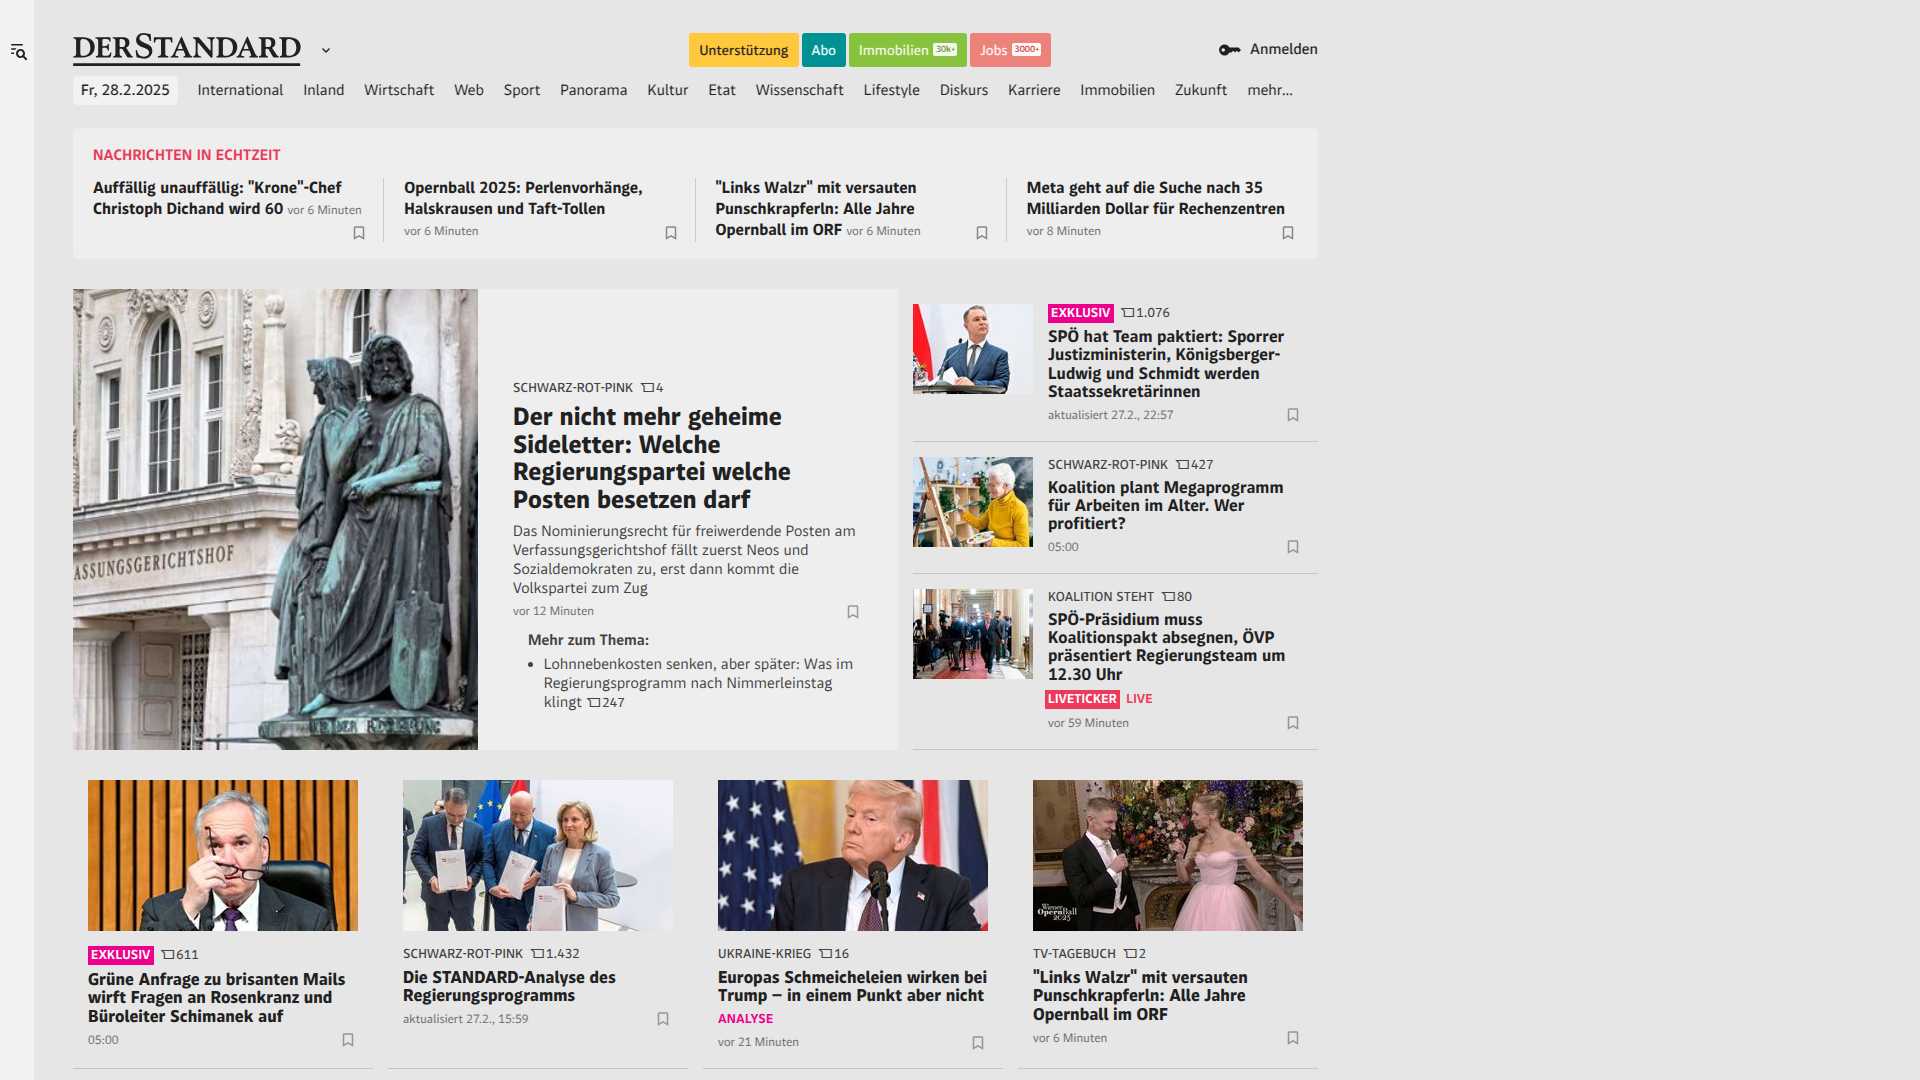 DERSTANDARD
Unterstützung
Abo
Immobilien 30k+
Jobs 3000+
Anmelden
Fr, 28.2.2025
International
Inland
Wirtschaft
Web
Sport
Panorama
Kultur
Etat
Wissenschaft
Lifestyle
Diskurs
Karriere
Immobilien
Zukunft
mehr...
NACHRICHTEN IN ECHTZEIT
Auffällig unauffällig: "Krone"-Chef
Christoph Dichand wird 60 vor 6 Minuten
Opernball 2025: Perlenvorhänge,
Halskrausen und Taft-Tollen
vor 6 Minuten
"Links Walzr" mit versauten
Punschkrapferln: Alle Jahre
Opernball im ORF vor 6 Minuten
Meta geht auf die Suche nach 35
Milliarden Dollar für Rechenzentren
vor 8 Minuten
ASSUNGSGERICHTSHOF
SCHWARZ-ROT-PINK 4
Der nicht mehr geheime
Sideletter: Welche
Regierungspartei welche
Posten besetzen darf
Das Nominierungsrecht für freiwerdende Posten am
Verfassungsgerichtshof fällt zuerst Neos und
Sozialdemokraten zu, erst dann kommt die
Volkspartei zum Zug
vor 12 Minuten
Mehr zum Thema:
• Lohnnebenkosten senken, aber später: Was im
Regierungsprogramm nach Nimmerleinstag
klingt 247
EXKLUSIV 1.076
SPÖ hat Team paktiert: Sporrer
Justizministerin, Königsberger-
Ludwig und Schmidt werden
Staatssekretärinnen
aktualisiert 27.2., 22:57
SCHWARZ-ROT-PINK 427
Koalition plant Megaprogramm
für Arbeiten im Alter. Wer
profitiert?
05:00
KOALITION STEHT 80
SPÖ-Präsidium muss
Koalitionspakt absegnen, ÖVP
präsentiert Regierungsteam um
12.30 Uhr
LIVETICKER LIVE
vor 59 Minuten
EXKLUSIV 611
Grüne Anfrage zu brisanten Mails
wirft Fragen an Rosenkranz und
Büroleiter Schimanek auf
05:00
SCHWARZ-ROT-PINK 1.432
Die STANDARD-Analyse des
Regierungsprogramms
aktualisiert 27.2., 15:59
UKRAINE-KRIEG 16
Europas Schmeicheleien wirken bei
Trump – in einem Punkt aber nicht
ANALYSE
vor 21 Minuten
Wiener
OpernBall
2025
TV-TAGEBUCH 2
"Links Walzr" mit versauten
Punschkrapferln: Alle Jahre
Opernball im ORF
vor 6 Minuten